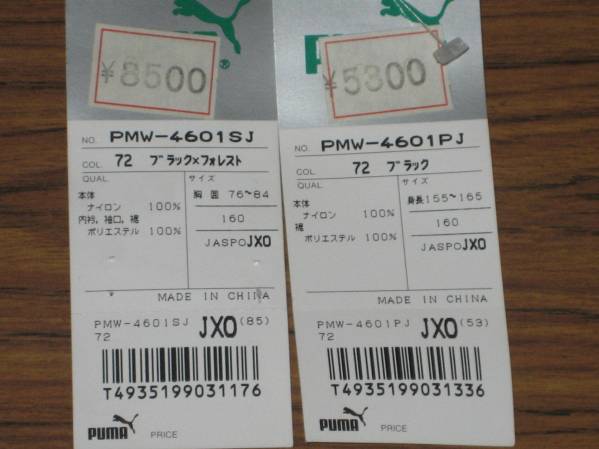 ¥8500
®
NO. PMW-4601SJ
COL. 72 ブラック×フォレスト
QUAL. サイズ
本体
ナイロン 100%
内衿、袖口、裾
ポリエステル 100%
胸囲 76~84
160
JASPO JXO
MADE IN CHINA
PMW-4601SJ JXO (85)
72
T4935199031176
PUMA PRICE
¥5300
NO. PMW-4601PJ
COL. 72 ブラック
QUAL. サイズ
本体
ナイロン 100%
裾
ポリエステル 100%
身長155~165
160
JASPO JXO
MADE IN CHINA
PMW-4601PJ JXO (53)
72
T4935199031336
PUMA PRICE